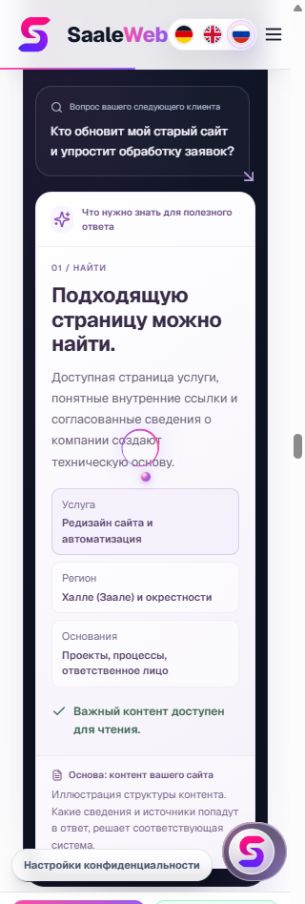 SaaleWeb
Вопрос вашего следующего клиента
Кто обновит мой старый сайт
и упростит обработку заявок?
Что нужно знать для полезного
ответа
01 / НАЙТИ
Подходящую
страницу можно
найти.
Доступная страница услуги,
понятные внутренние ссылки и
согласованные сведения о
компании создают
техническую основу.
Услуга
Редизайн сайта и
автоматизация
Регион
Халле (Заале) и окрестности
Основания
Проекты, процессы,
ответственное лицо
Важный контент доступен
для чтения.
Основа: контент вашего сайта
Иллюстрация структуры контента.
Какие сведения и источники попадут
в ответ, решает соответствующая
система.
Настройки конфиденциальности